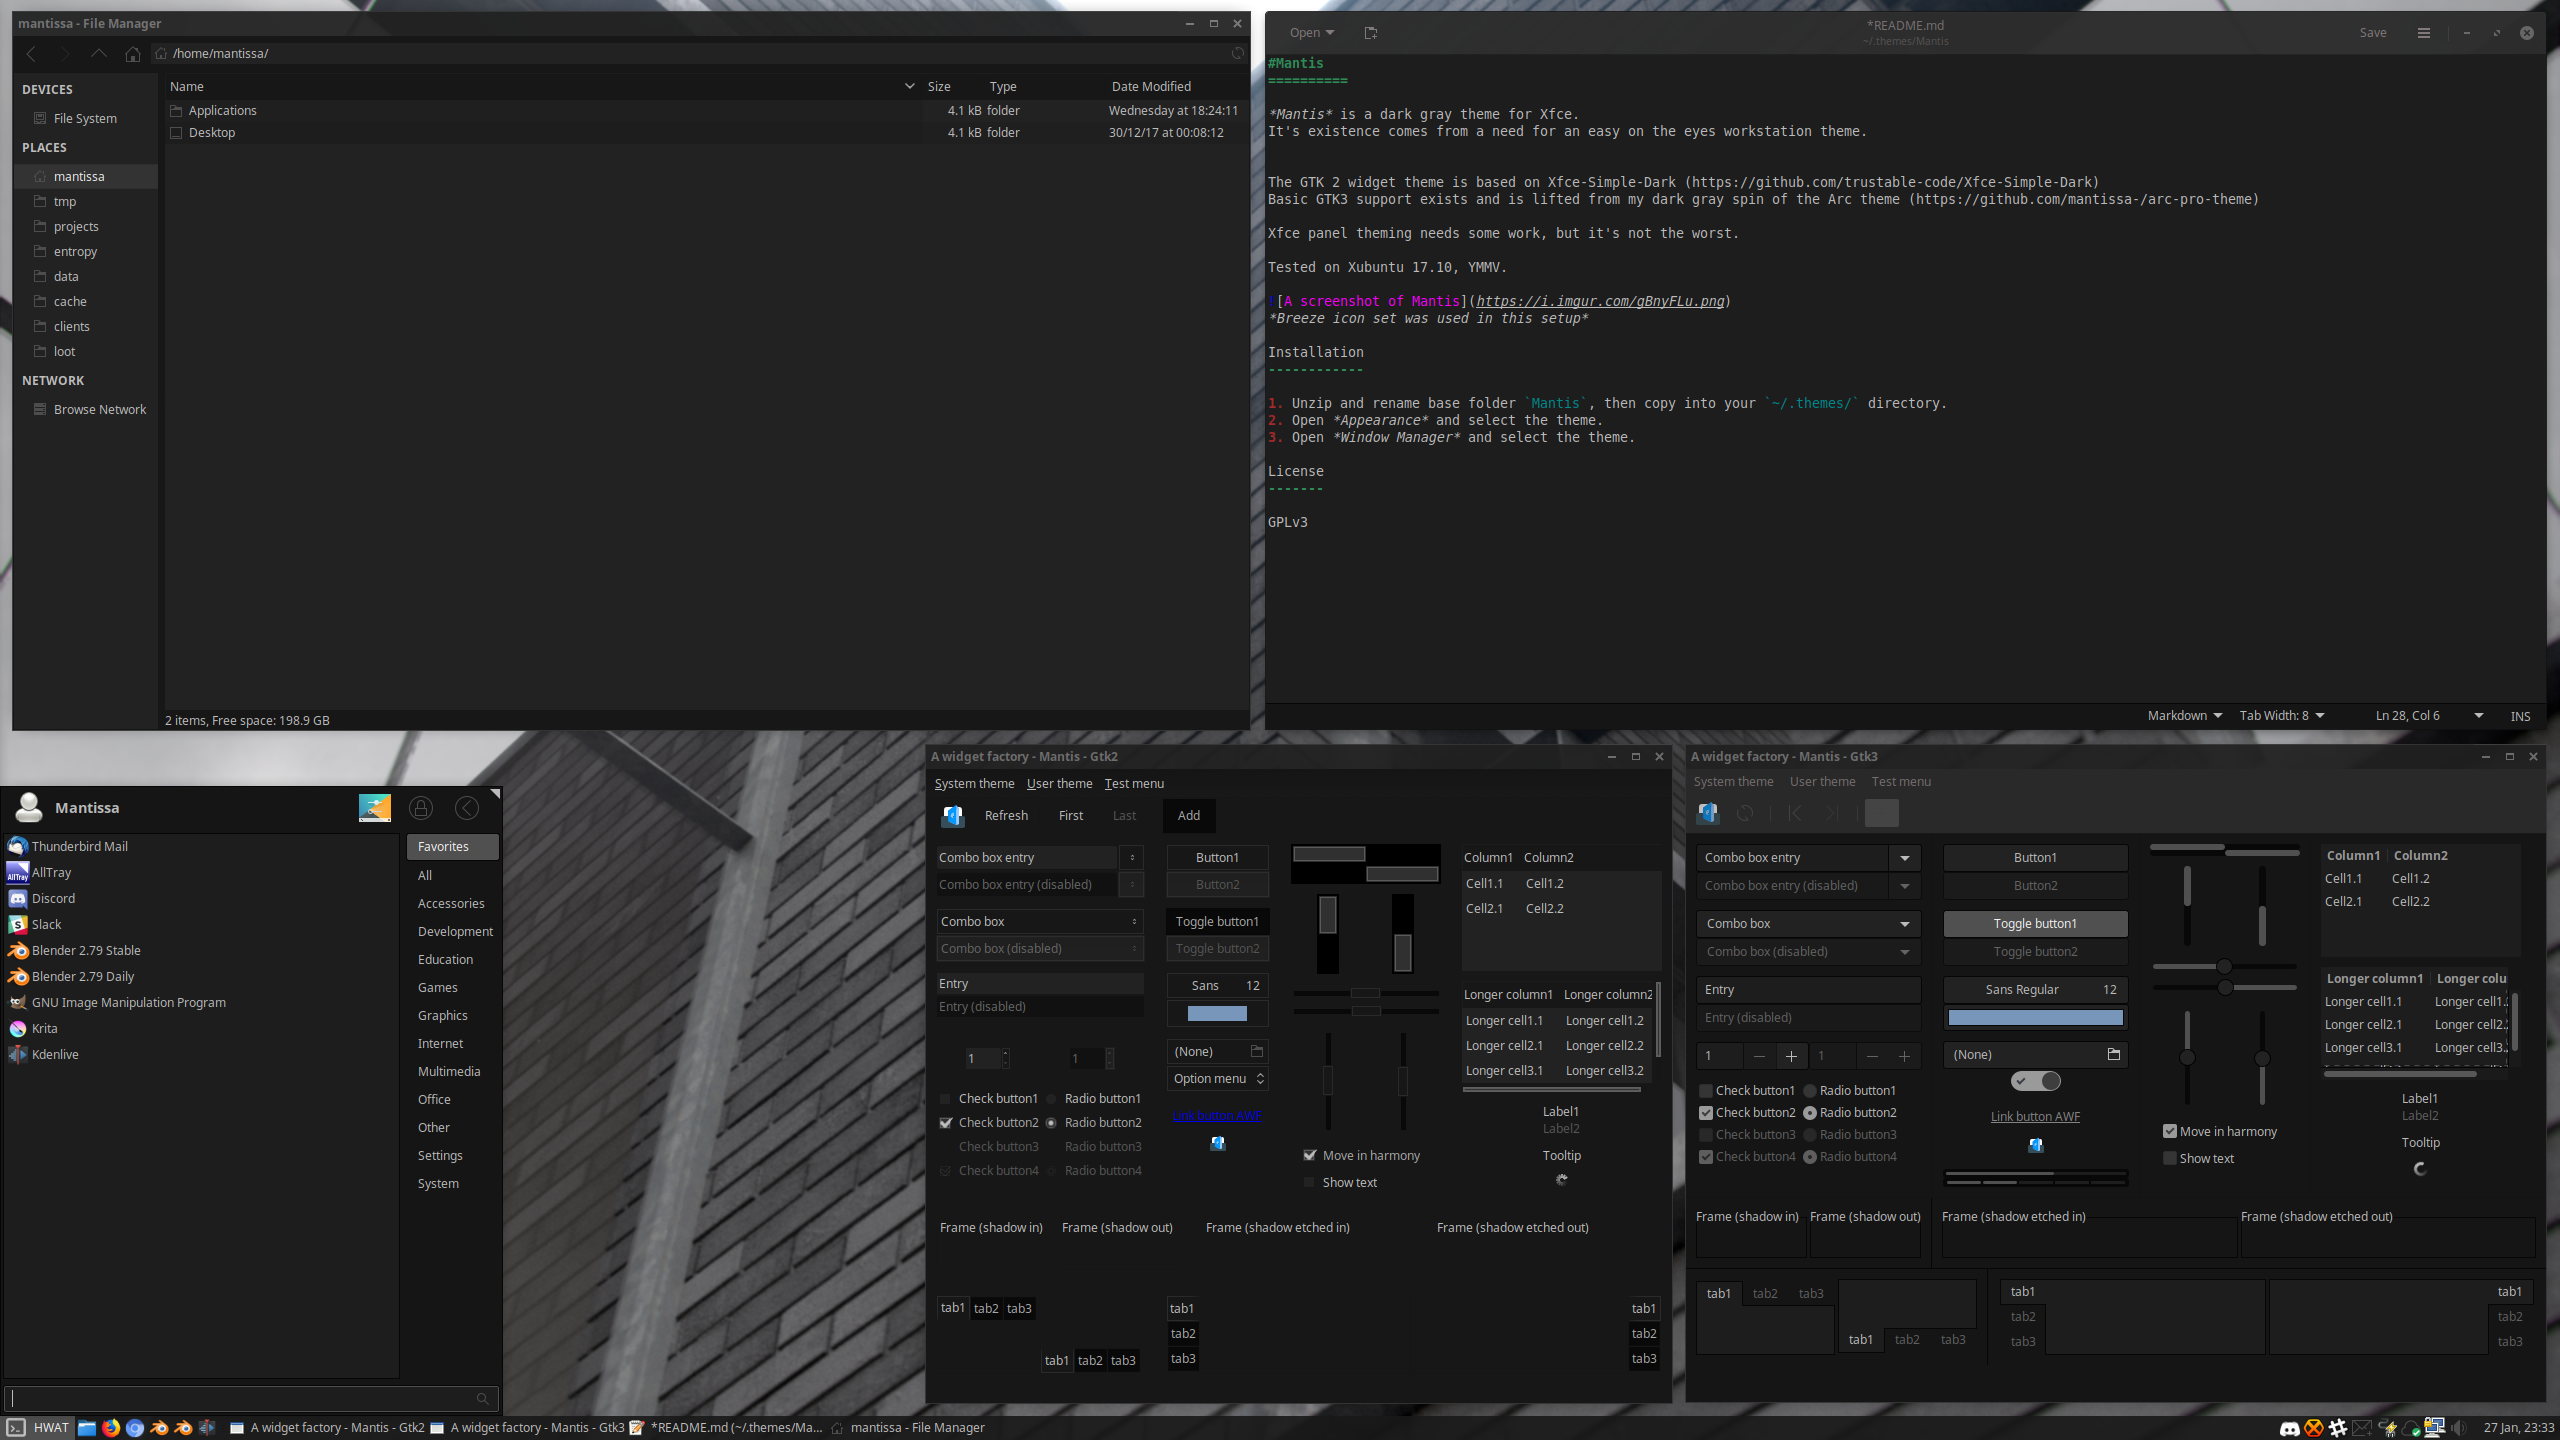 mantissa - File Manager
/home/mantissa/
DEVICES
File System
PLACES
mantissa
tmp
projects
entropy
data
cache
clients
loot
NETWORK
Browse Network
Name Size Type Date Modified
Applications 4.1 kB folder Wednesday at 18:24:11
Desktop 4.1 kB folder 30/12/17 at 00:08:12
2 items, Free space: 198.9 GB
Open *README.md Save
~/.themes/Mantis
#Mantis
==========
*Mantis* is a dark gray theme for Xfce.
It's existence comes from a need for an easy on the eyes workstation theme.
The GTK 2 widget theme is based on Xfce-Simple-Dark (https://github.com/trustable-code/Xfce-Simple-Dark)
Basic GTK3 support exists and is lifted from my dark gray spin of the Arc theme (https://github.com/mantissa-/arc-pro-theme)
Xfce panel theming needs some work, but it's not the worst.
Tested on Xubuntu 17.10, YMMV.
![A screenshot of Mantis](https://i.imgur.com/gBnyFLu.png)
*Breeze icon set was used in this setup*
Installation
------------
1. Unzip and rename base folder `Mantis`, then copy into your `~/.themes/` directory.
2. Open *Appearance* and select the theme.
3. Open *Window Manager* and select the theme.
License
-------
GPLv3
Markdown Tab Width: 8 Ln 28, Col 6 INS
Mantissa
Thunderbird Mail
AllTray
Discord
Slack
Blender 2.79 Stable
Blender 2.79 Daily
GNU Image Manipulation Program
Krita
Kdenlive
Favorites
All
Accessories
Development
Education
Games
Graphics
Internet
Multimedia
Office
Other
Settings
System
A widget factory - Mantis - Gtk2
System theme User theme Test menu
Refresh First Last Add
Combo box entry
Combo box entry (disabled)
Combo box
Combo box (disabled)
Entry
Entry (disabled)
1 1
Check button1 Radio button1
Check button2 Radio button2
Check button3 Radio button3
Check button4 Radio button4
Button1
Button2
Toggle button1
Toggle button2
Sans 12
(None)
Option menu
Link button AWF
Move in harmony
Show text
Column1 Column2
Cell1.1 Cell1.2
Cell2.1 Cell2.2
Longer column1 Longer column2
Longer cell1.1 Longer cell1.2
Longer cell2.1 Longer cell2.2
Longer cell3.1 Longer cell3.2
Label1
Label2
Tooltip
Frame (shadow in) Frame (shadow out) Frame (shadow etched in) Frame (shadow etched out)
tab1 tab2 tab3
tab1 tab2 tab3
tab1
tab2
tab3
tab1
tab2
tab3
A widget factory - Mantis - Gtk3
System theme User theme Test menu
Combo box entry
Combo box entry (disabled)
Combo box
Combo box (disabled)
Entry
Entry (disabled)
1 1
Check button1 Radio button1
Check button2 Radio button2
Check button3 Radio button3
Check button4 Radio button4
Button1
Button2
Toggle button1
Toggle button2
Sans Regular 12
(None)
Link button AWF
Move in harmony
Show text
Column1 Column2
Cell1.1 Cell1.2
Cell2.1 Cell2.2
Longer column1 Longer colu
Longer cell1.1 Longer cell1.
Longer cell2.1 Longer cell2.
Longer cell3.1 Longer cell3.
Label1
Label2
Tooltip
Frame (shadow in) Frame (shadow out) Frame (shadow etched in) Frame (shadow etched out)
tab1 tab2 tab3
tab1 tab2 tab3
tab1
tab2
tab3
tab1
tab2
tab3
HWAT A widget factory - Mantis - Gtk2 A widget factory - Mantis - Gtk3 *README.md (~/.themes/Ma... mantissa - File Manager 27 Jan, 23:33